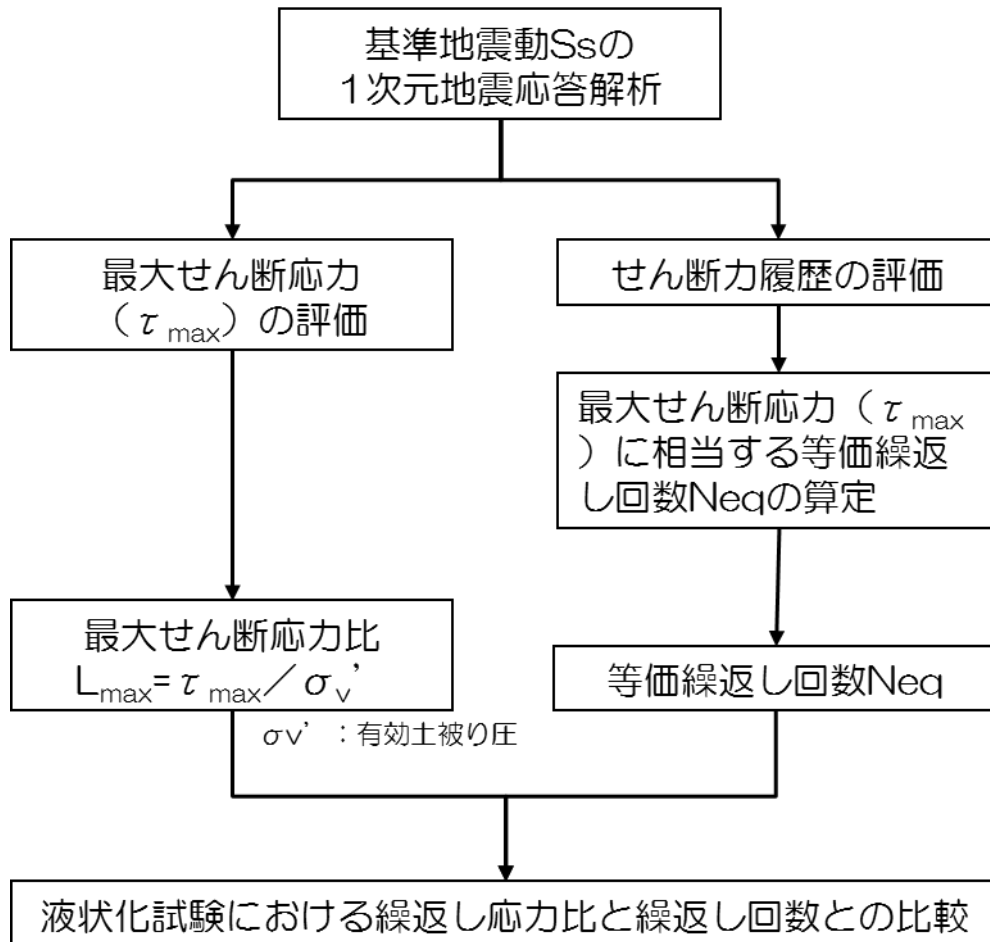 基準地震動Ssの
1次元地震応答解析
最大せん断応力
（τmax）の評価
せん断力履歴の評価
最大せん断応力（τmax
）に相当する等価繰返
し回数Neqの算定
最大せん断応力比
Lmax=τmax／σv’
等価繰返し回数Neq
σv’：有効土被り圧
液状化試験における繰返し応力比と繰返し回数との比較